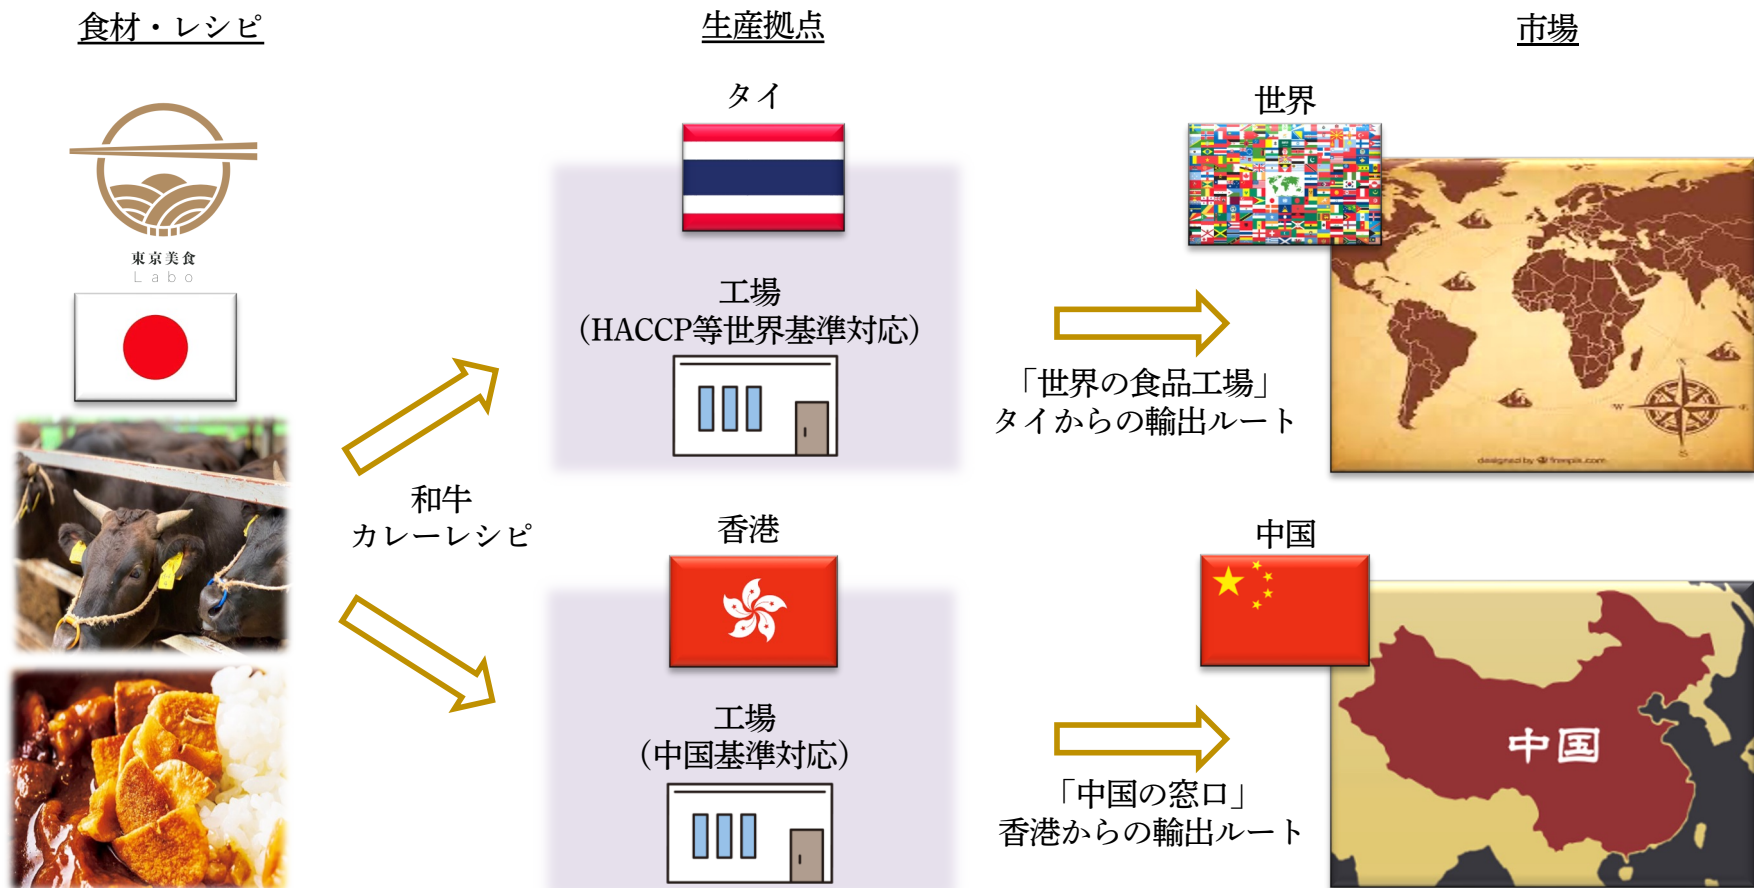 食材・レシピ
生産拠点
市場
東京美食
Labo
和牛
カレーレシピ
タイ
工場
（HACCP等世界基準対応）
「世界の食品工場」
タイからの輸出ルート
世界
W
E
S
designed by freepik.com
香港
工場
（中国基準対応）
「中国の窓口」
香港からの輸出ルート
中国
中国